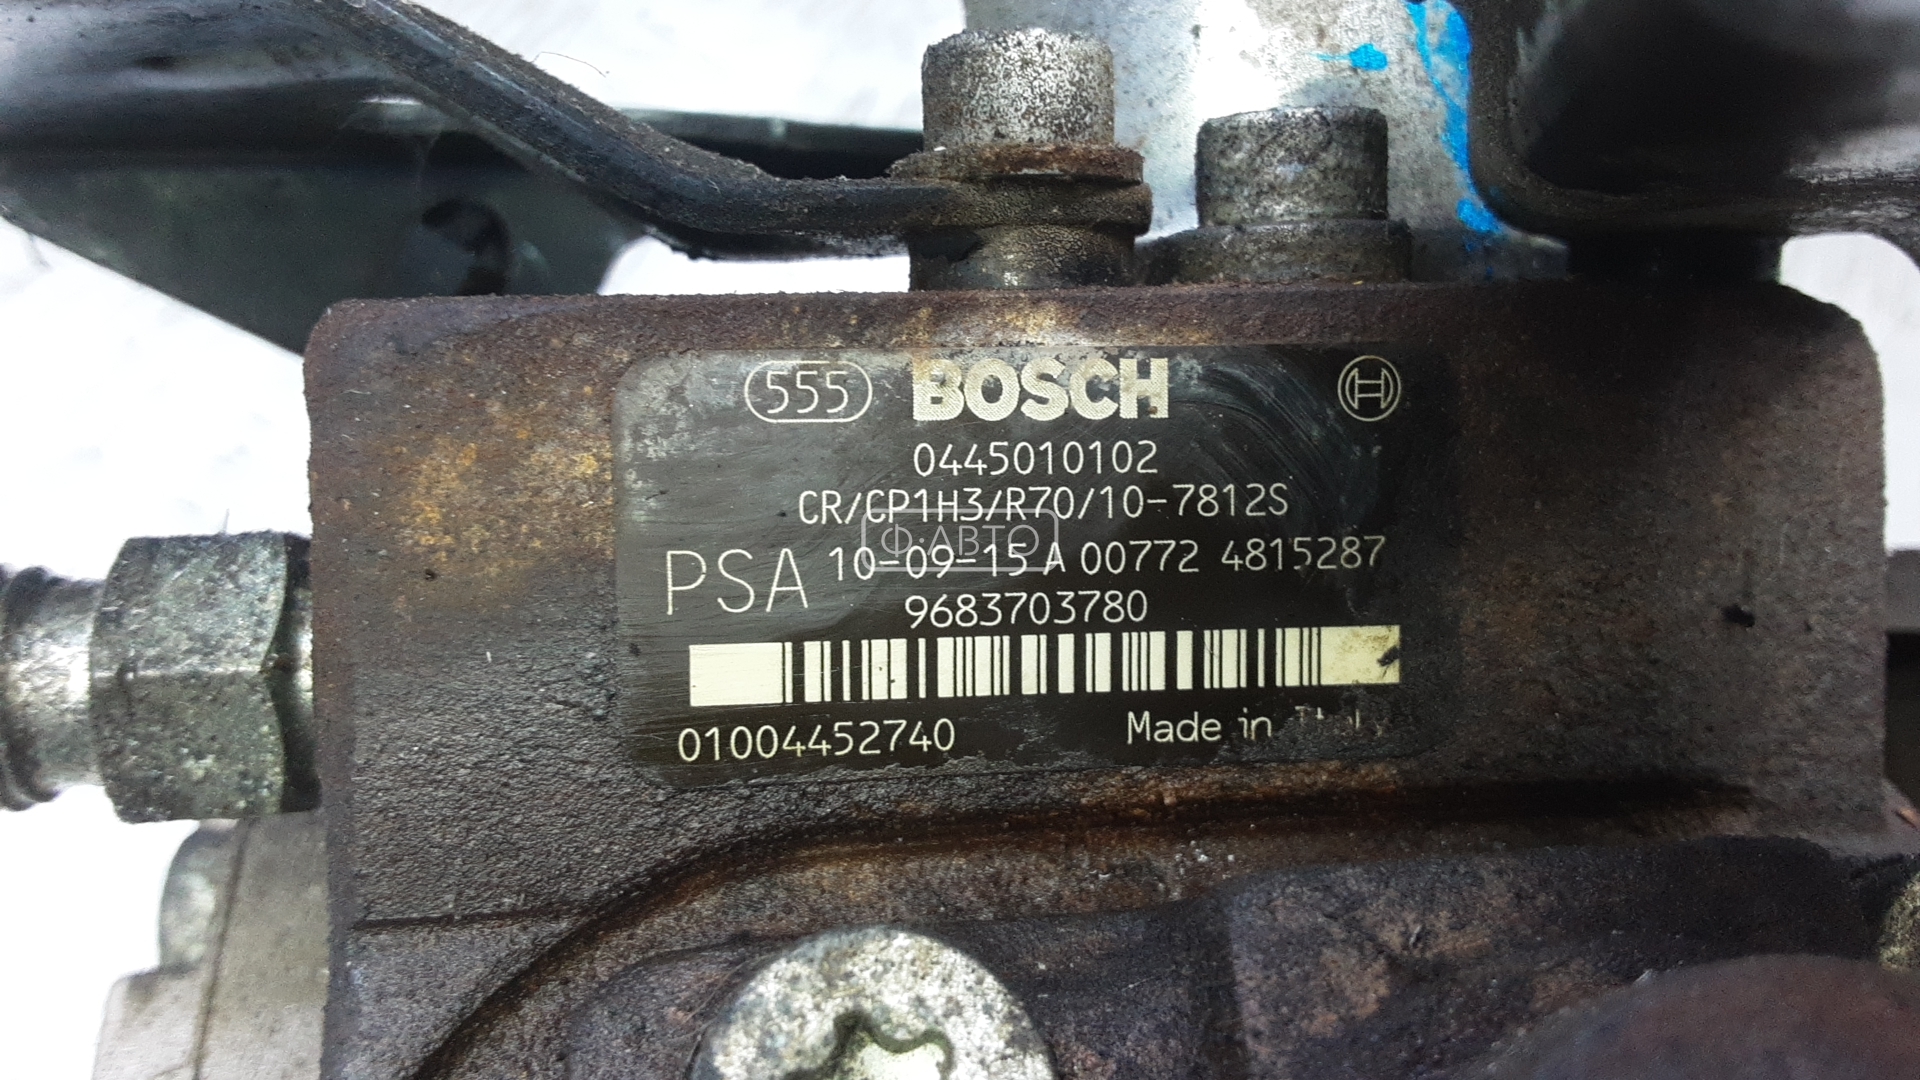 555 BOSCH
0445010102
CR/CP1H3/R70/10-7812S
Ф·АВТО
PSA 10-09-15 A 00772 4815287
9683703780
01004452740 Made in Italy